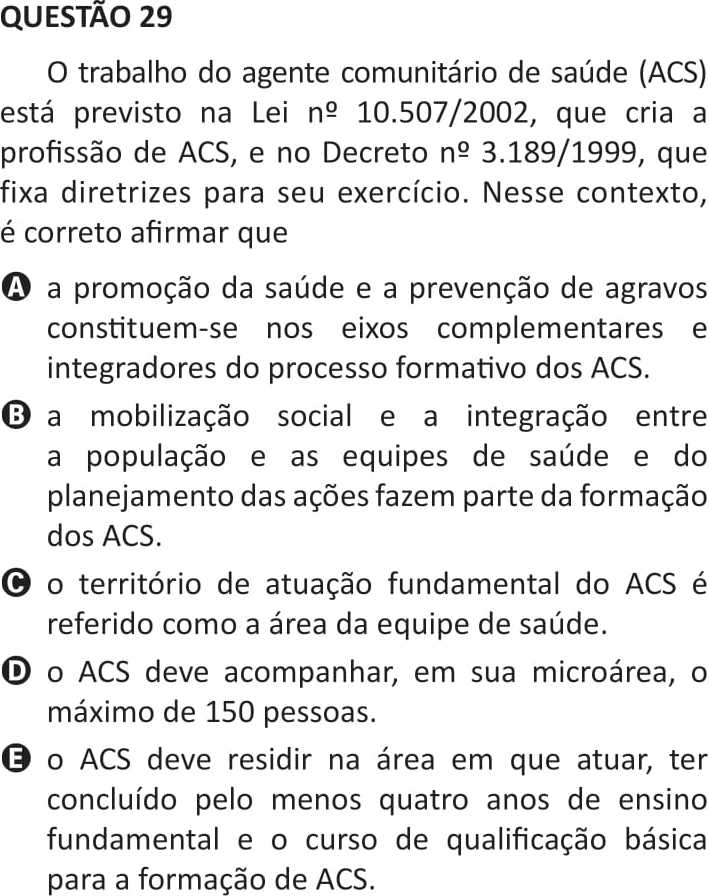 QUESTÃO 29
O trabalho do agente comunitário de saúde (ACS)
está previsto na Lei nº 10.507/2002, que cria a
profissão de ACS, e no Decreto nº 3.189/1999, que
fixa diretrizes para seu exercício. Nesse contexto,
é correto afirmar que
A a promoção da saúde e a prevenção de agravos
constituem-se nos eixos complementares e
integradores do processo formativo dos ACS.
B a mobilização social e a integração entre
a população e as equipes de saúde e do
planejamento das ações fazem parte da formação
dos ACS.
C o território de atuação fundamental do ACS é
referido como a área da equipe de saúde.
D o ACS deve acompanhar, em sua microárea, o
máximo de 150 pessoas.
E o ACS deve residir na área em que atuar, ter
concluído pelo menos quatro anos de ensino
fundamental e o curso de qualificação básica
para a formação de ACS.